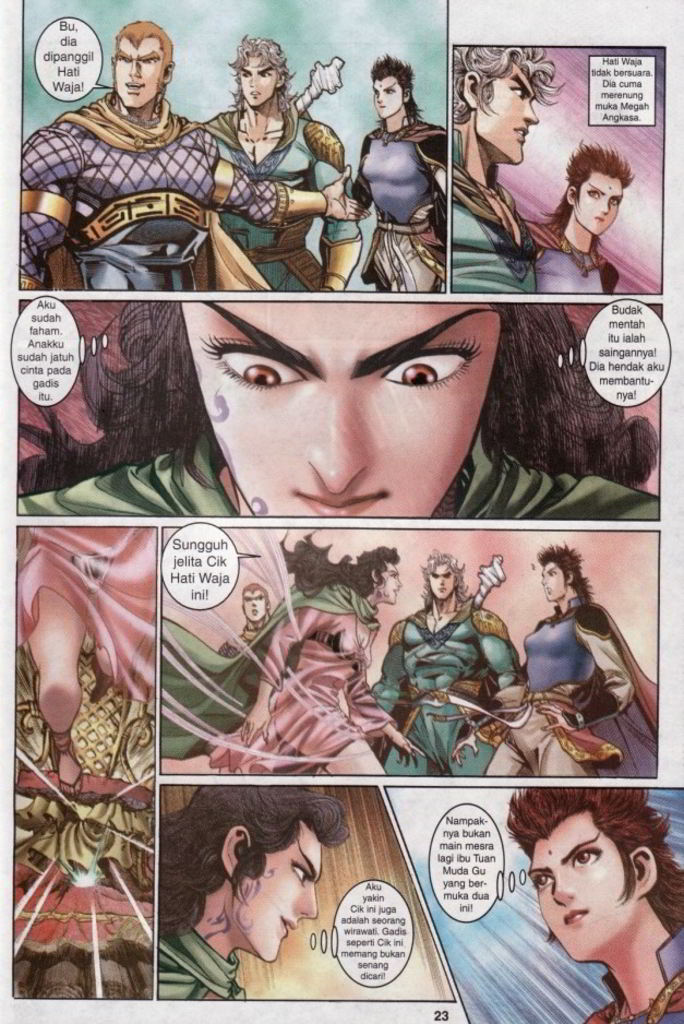 Bu,
dia
dipanggil
Hati
Waja!
Hati Waja
tidak bersuara.
Dia cuma
merenung
muka Megah
Angkasa.
Aku
sudah
faham.
Anakku
sudah jatuh
cinta pada
gadis
itu.
Budak
mentah
itu ialah
saingannya!
Dia hendak aku
membantu-
nya!
Sungguh
jelita Cik
Hati Waja
ini!
Aku
yakin
Cik ini juga
adalah seorang
wirawati. Gadis
seperti Cik ini
memang bukan
senang
dicari!
Nampak-
nya bukan
main mesra
lagi ibu Tuan
Muda Gu
yang ber-
muka dua
ini!
23